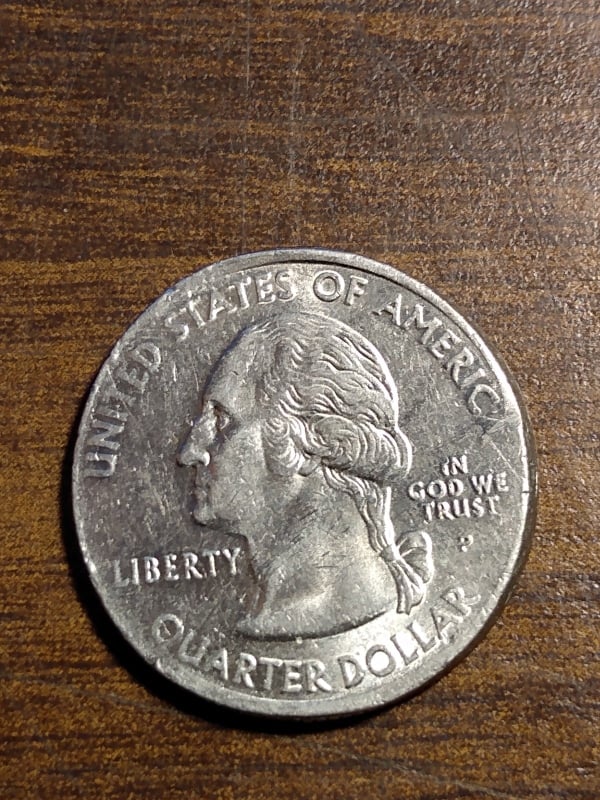 UNITED STATES OF AMERICA
IN
GOD WE
TRUST
P
LIBERTY
QUARTER DOLLAR